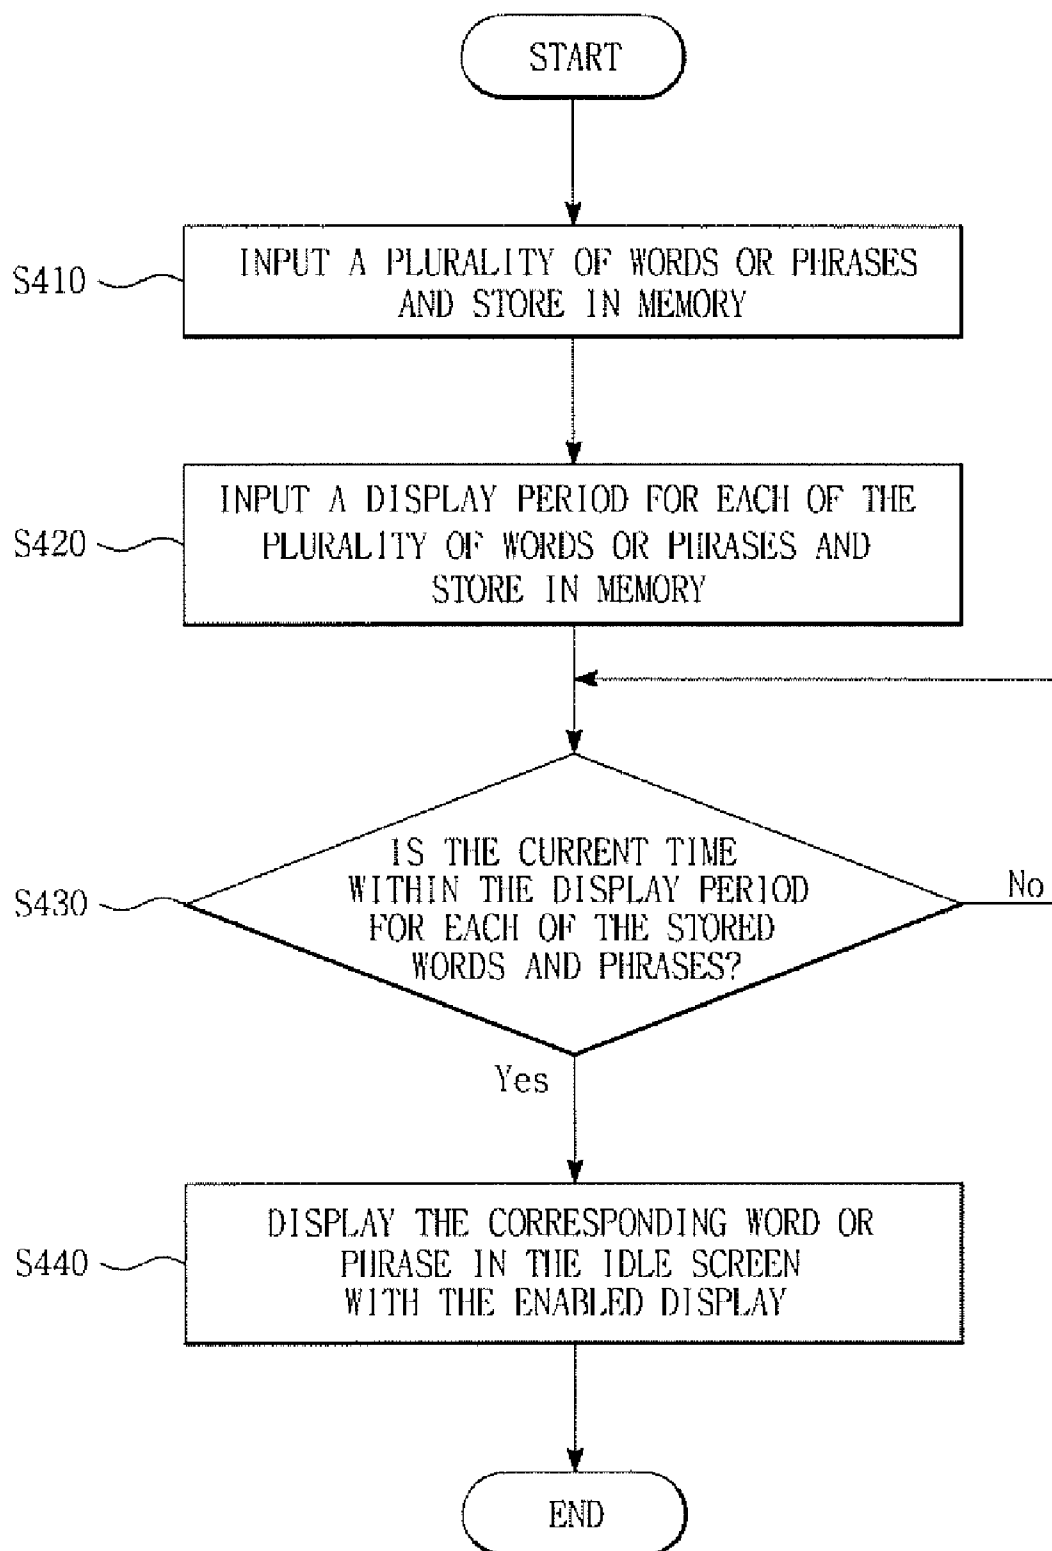 START
S410
INPUT A PLURALITY OF WORDS OR PHRASES
AND STORE IN MEMORY
S420
INPUT A DISPLAY PERIOD FOR EACH OF THE
PLURALITY OF WORDS OR PHRASES AND
STORE IN MEMORY
S430
IS THE CURRENT TIME
WITHIN THE DISPLAY PERIOD
FOR EACH OF THE STORED
WORDS AND PHRASES?
No
Yes
S440
DISPLAY THE CORRESPONDING WORD OR
PHRASE IN THE IDLE SCREEN
WITH THE ENABLED DISPLAY
END